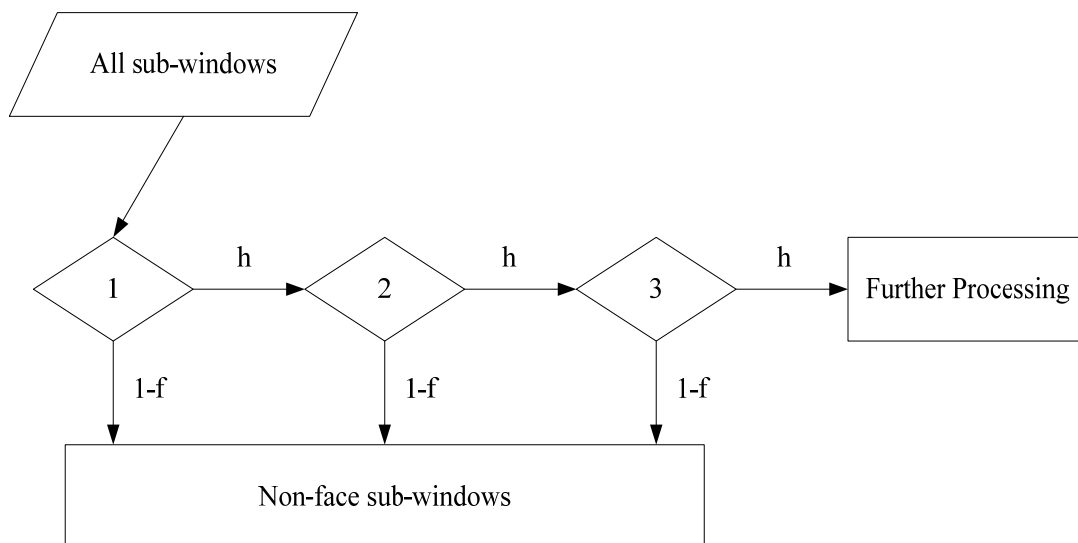 All sub-windows
h
h
h
1
2
3
Further Processing
1-f
1-f
1-f
Non-face sub-windows